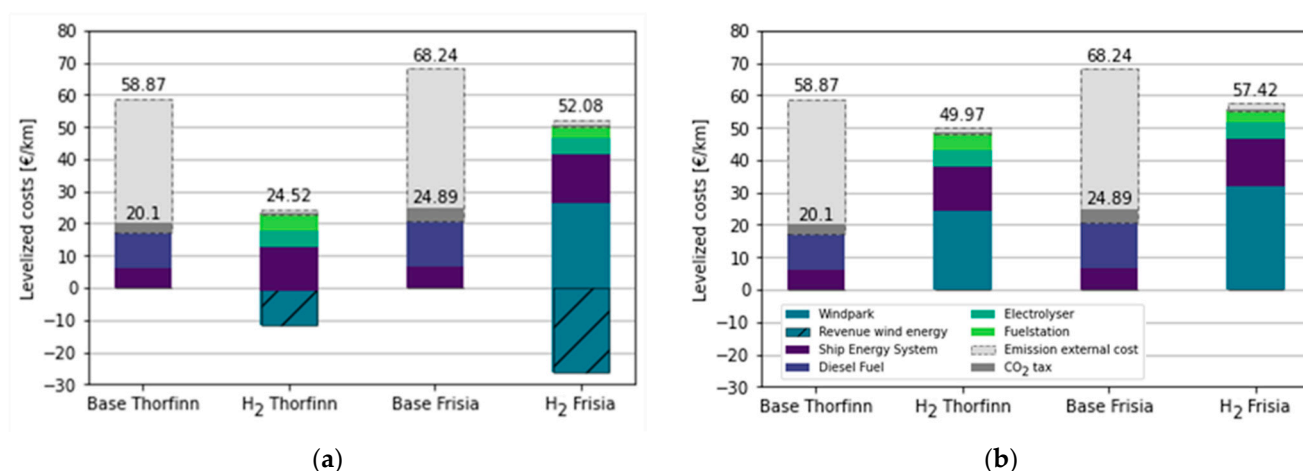 80
70
60
50
40
30
20
10
0
−10
−20
−30
Levelized costs [€/km]
58.87
20.1
24.52
68.24
24.89
52.08
Base Thorfinn
H2 Thorfinn
Base Frisia
H2 Frisia
(a)
80
70
60
50
40
30
20
10
0
−10
−20
−30
Levelized costs [€/km]
58.87
20.1
49.97
68.24
24.89
57.42
Windpark
Revenue wind energy
Ship Energy System
Diesel Fuel
Electrolyser
Fuelstation
Emission external cost
CO2 tax
Base Thorfinn
H2 Thorfinn
Base Frisia
H2 Frisia
(b)